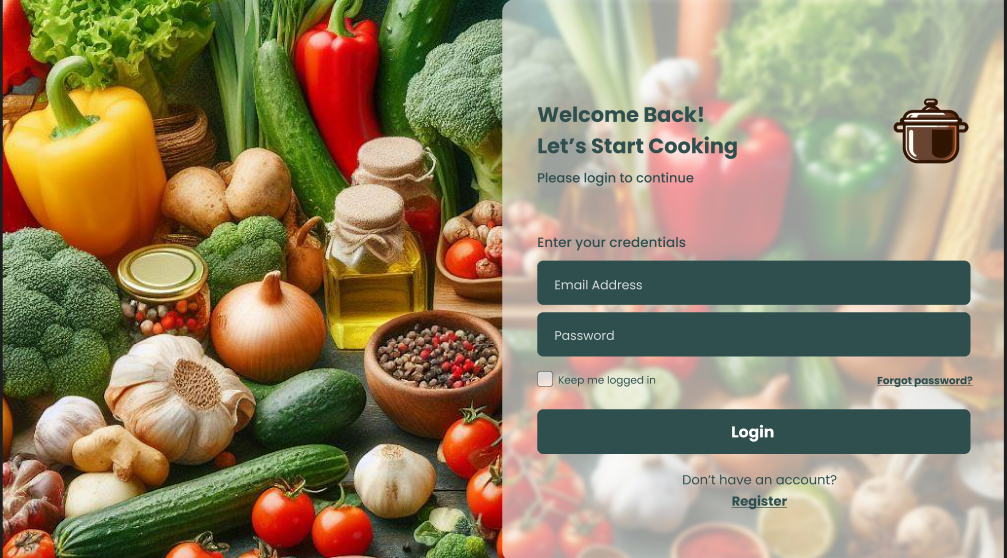 Welcome Back!
Let's Start Cooking
Please login to continue
Enter your credentials
Email Address
Password
Keep me logged in
Forgot password?
Login
Don't have an account?
Register